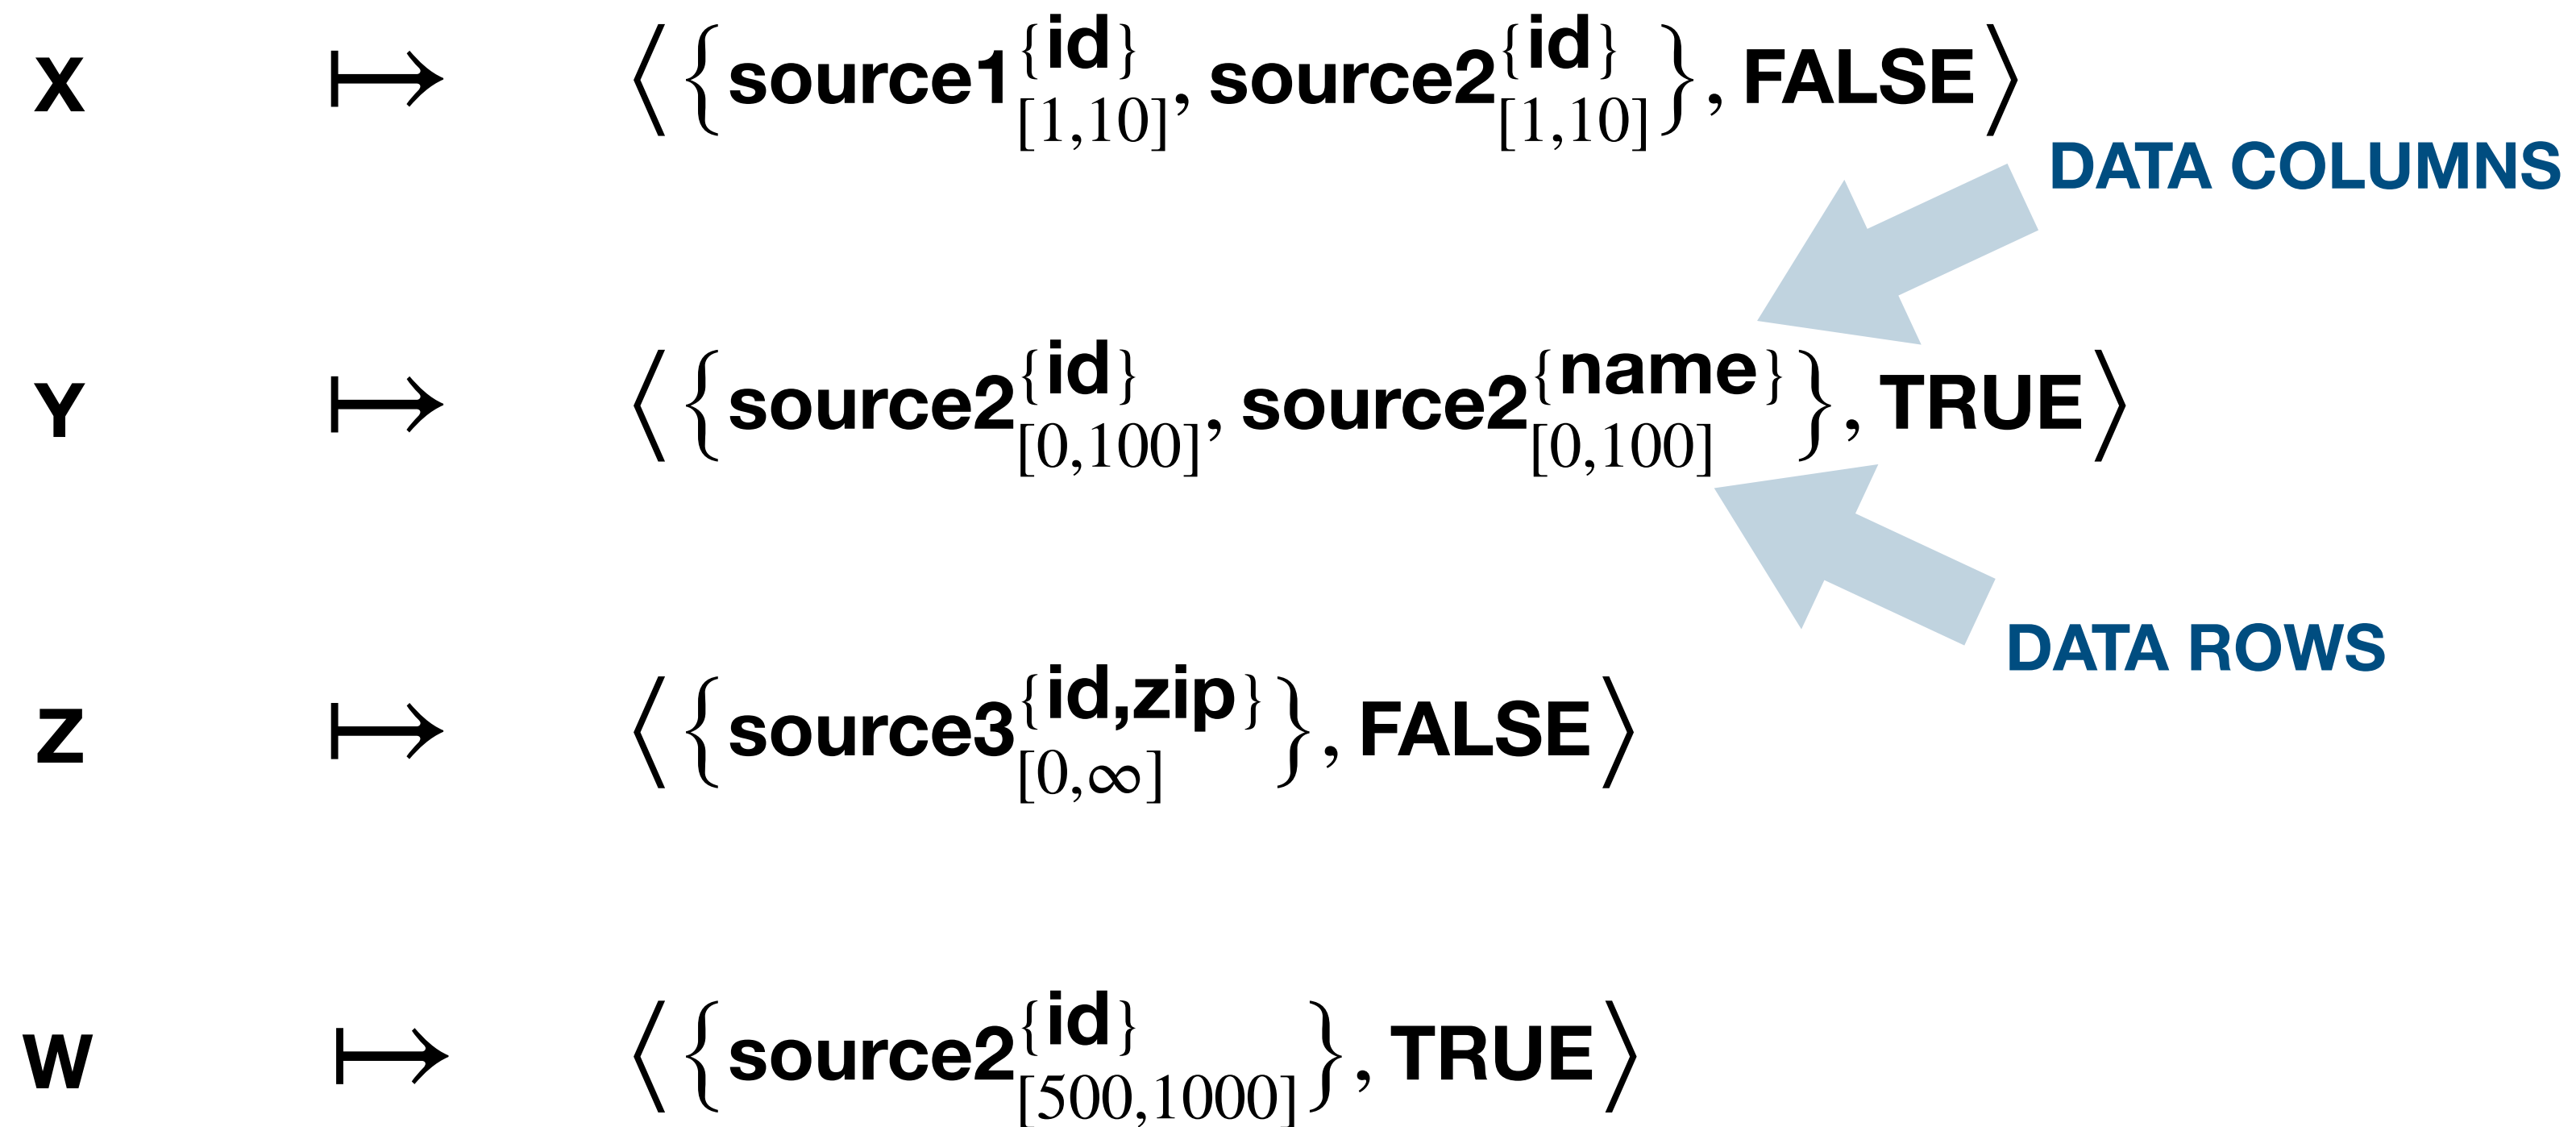 X ↦ ⟨{source1^{id}_[1,10], source2^{id}_[1,10]}, FALSE⟩
DATA COLUMNS
Y ↦ ⟨{source2^{id}_[0,100], source2^{name}_[0,100]}, TRUE⟩
DATA ROWS
Z ↦ ⟨{source3^{id,zip}_[0,∞]}, FALSE⟩
W ↦ ⟨{source2^{id}_[500,1000]}, TRUE⟩